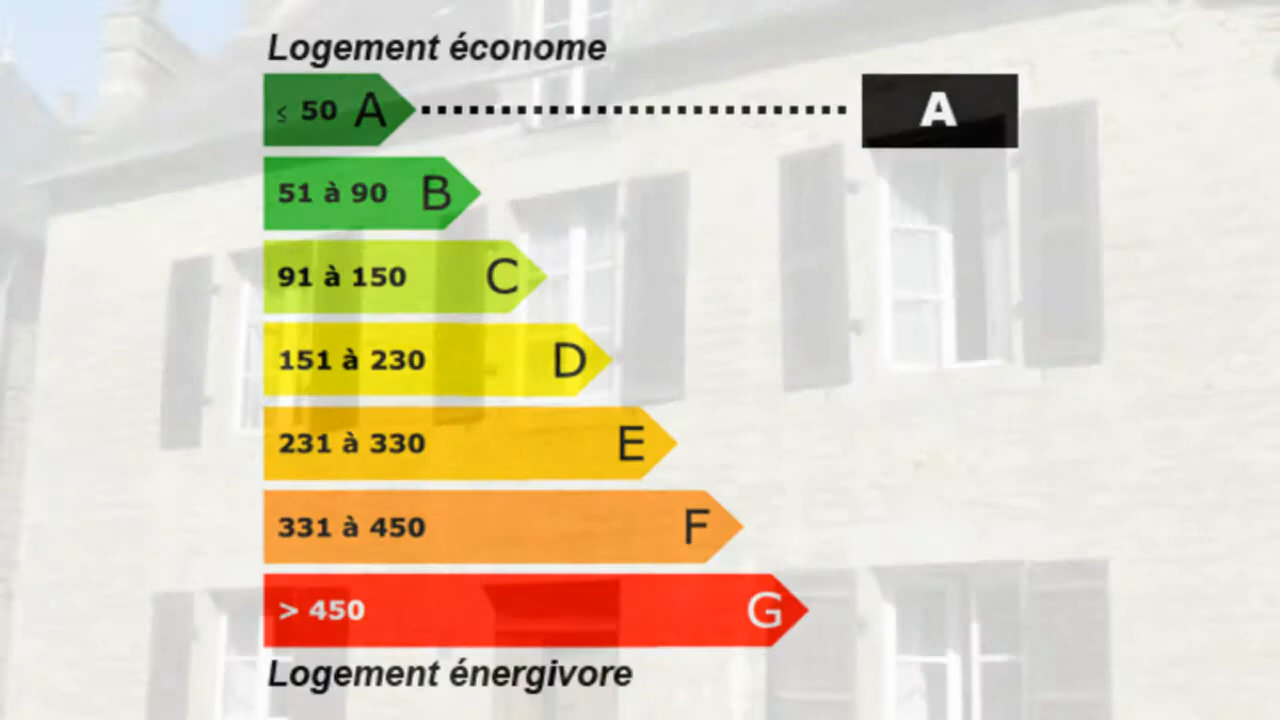 Logement économe
≤ 50 A
A
51 à 90 B
91 à 150 C
151 à 230 D
231 à 330 E
331 à 450 F
> 450 G
Logement énergivore